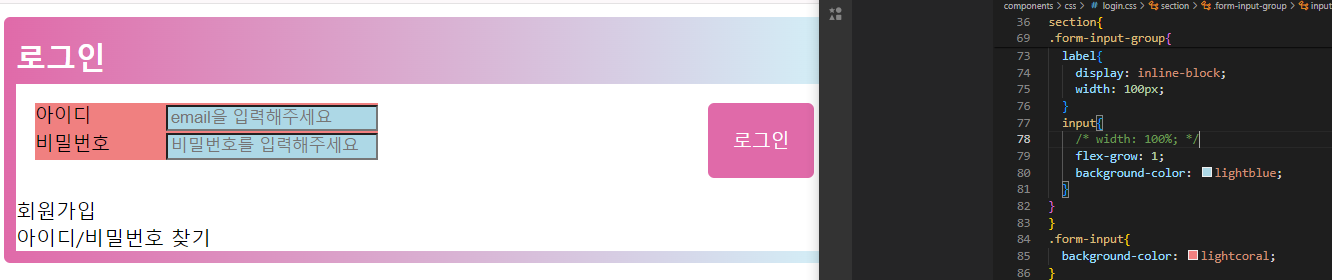 로그인
아이디 email을 입력해주세요
비밀번호 비밀번호를 입력해주세요
로그인
회원가입
아이디/비밀번호 찾기
components > css > # login.css > section > .form-input-group > input
36 section{
69 .form-input-group{
73 label{
74 display: inline-block;
75 width: 100px;
76 }
77 input{
78 /* width: 100%; */
79 flex-grow: 1;
80 background-color: lightblue;
81 }
82 }
83 }
84 .form-input{
85 background-color: lightcoral;
86 }